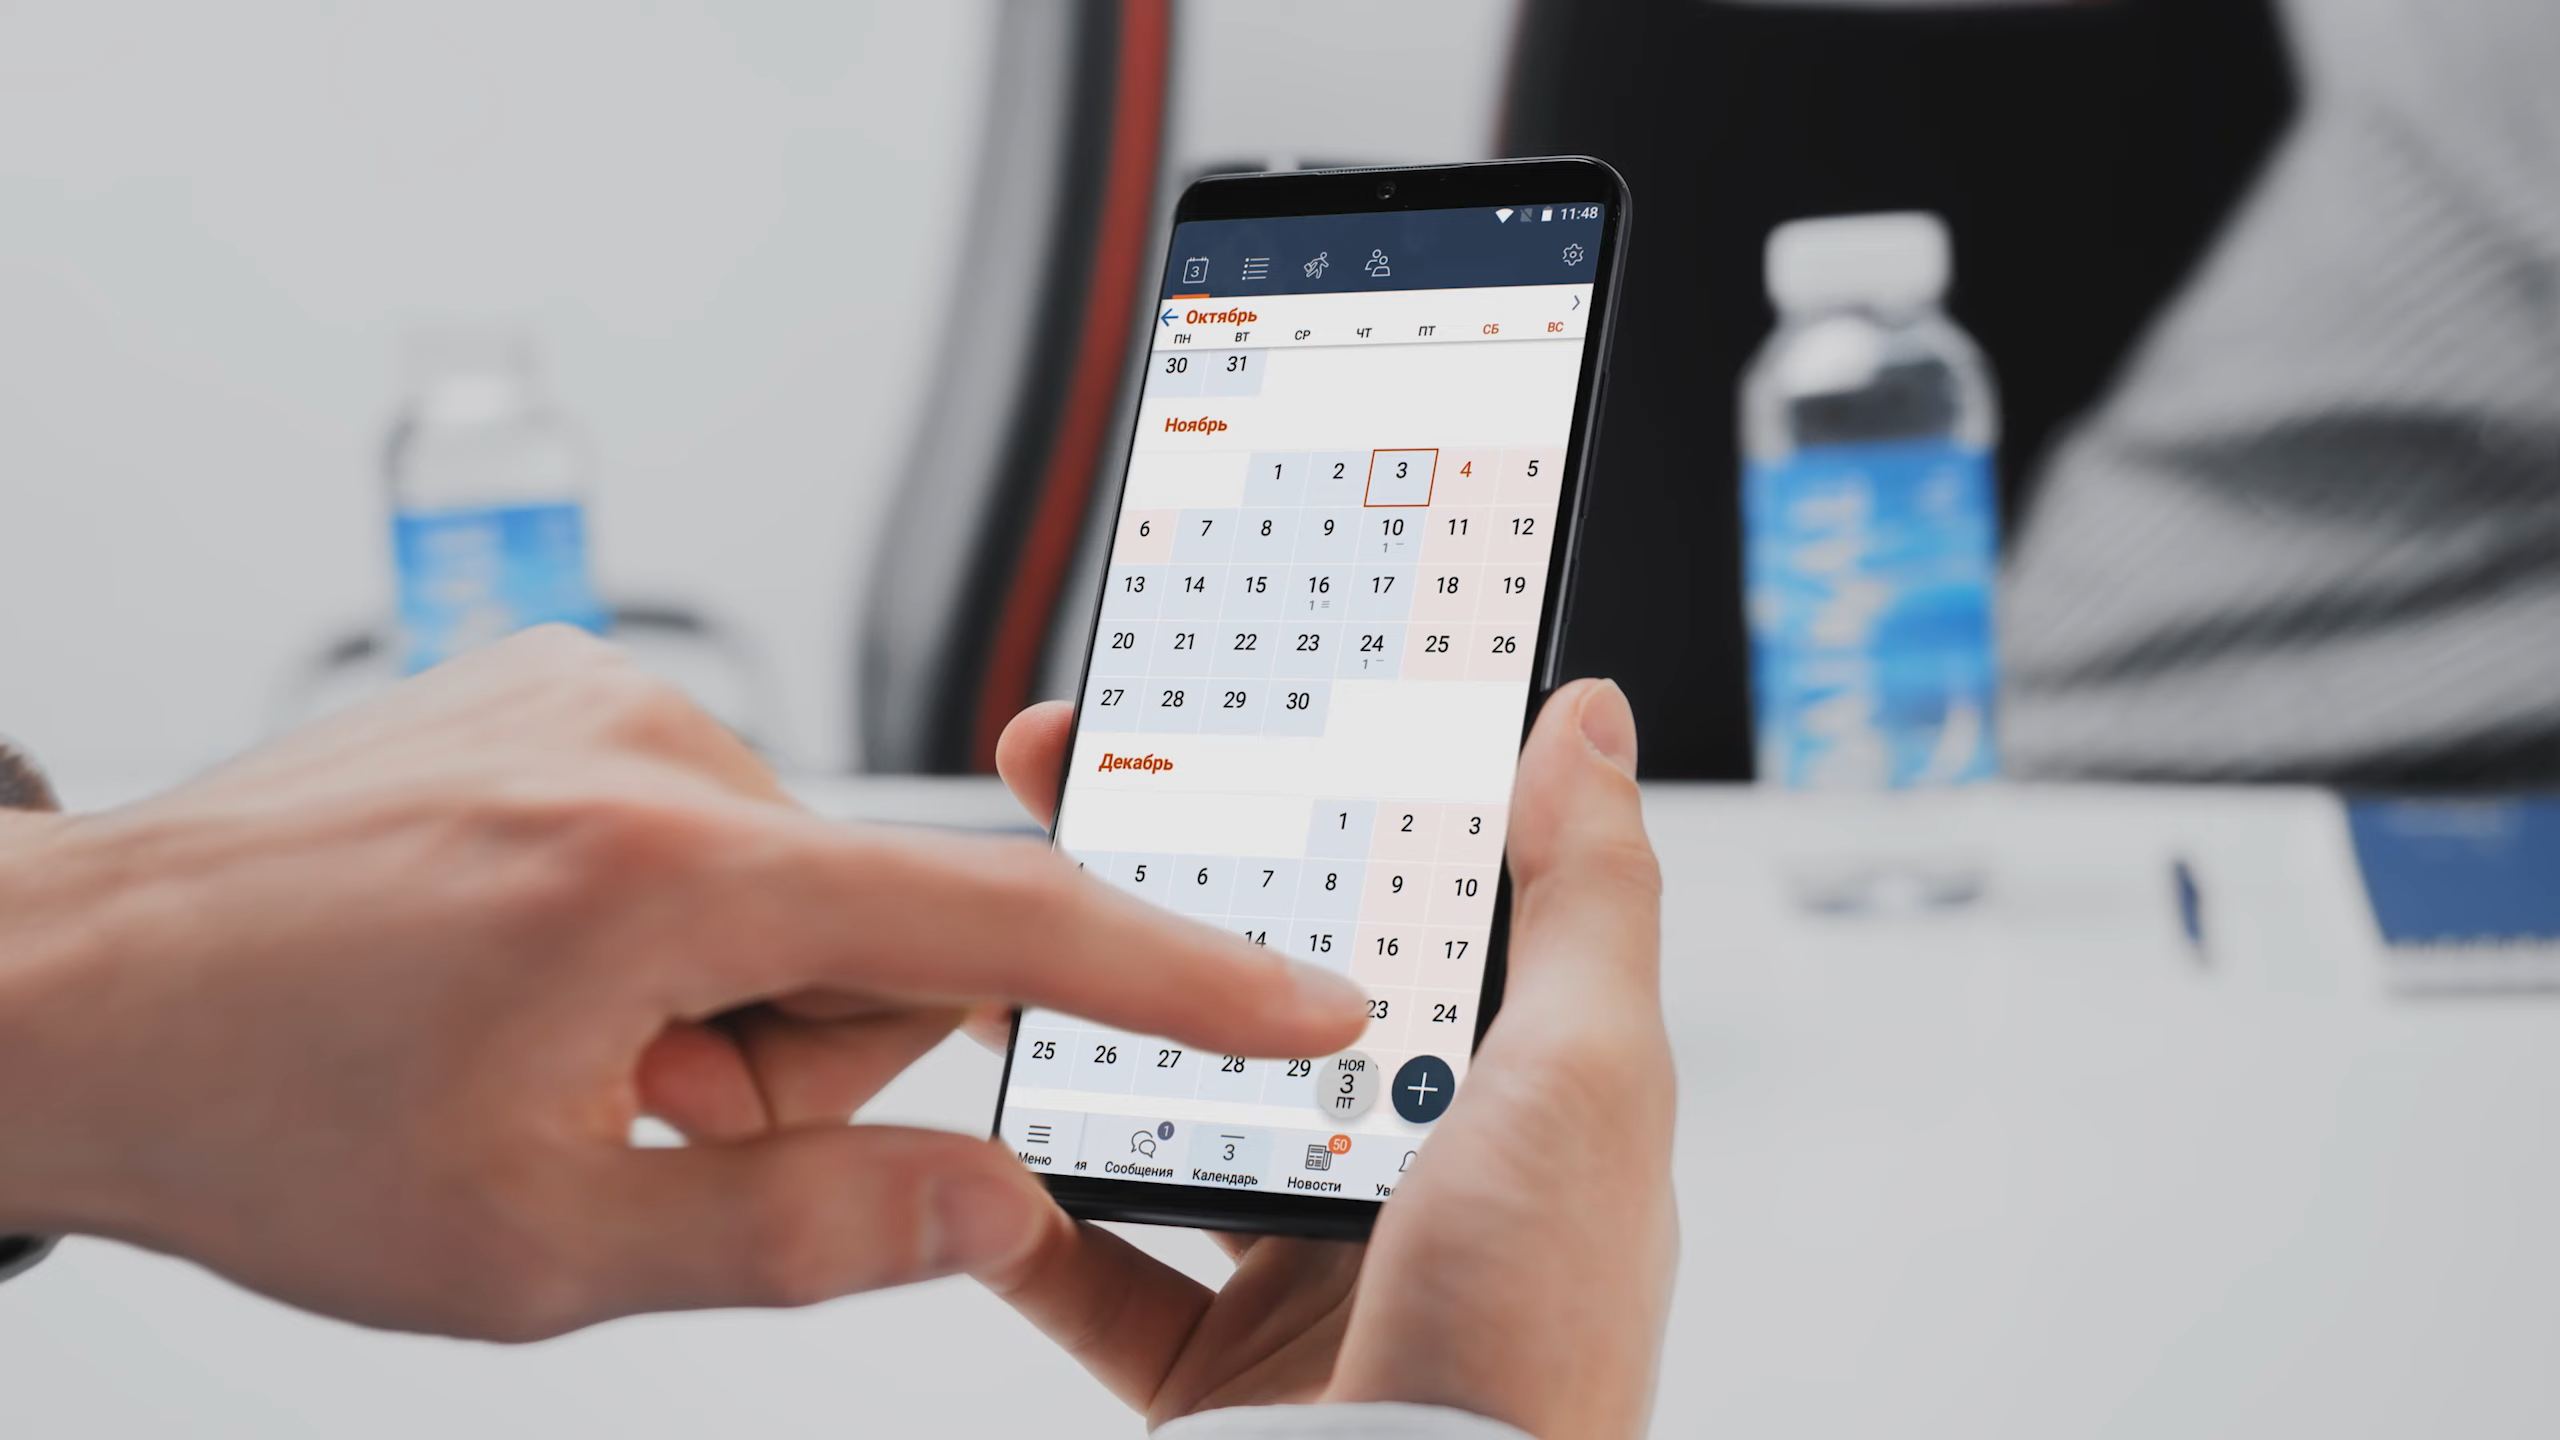 11:48
3
Октябрь
ПН ВТ СР ЧТ ПТ СБ ВС
30 31
Ноябрь
1 2 3 4 5
6 7 8 9 10 11 12
1
13 14 15 16 17 18 19
1
20 21 22 23 24 25 26
1
27 28 29 30
Декабрь
1 2 3
5 6 7 8 9 10
14 15 16 17
23 24
25 26 27 28 29
НОЯ
3
ПТ
1 3 50
Меню ия Сообщения Календарь Новости Уве